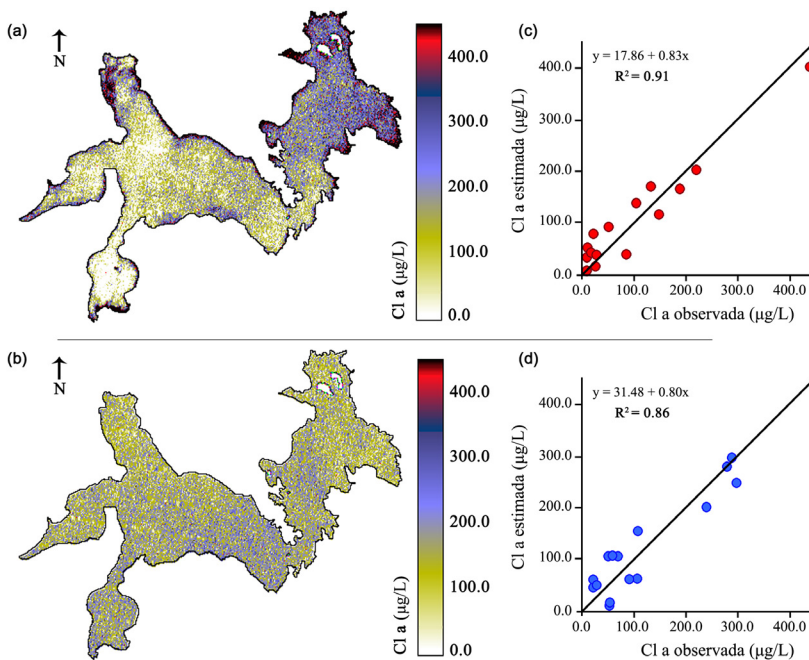 (a)
N
400.0
300.0
200.0
100.0
0.0
Cl a (μg/L)
(c)
y = 17.86 + 0.83x
R² = 0.91
400.0
300.0
200.0
100.0
0.0
Cl a estimada (μg/L)
100.0 200.0 300.0 400.0
Cl a observada (μg/L)
(b)
N
400.0
300.0
200.0
100.0
0.0
Cl a (μg/L)
(d)
y = 31.48 + 0.80x
R² = 0.86
400.0
300.0
200.0
100.0
0.0
Cl a estimada (μg/L)
100.0 200.0 300.0 400.0
Cl a observada (μg/L)